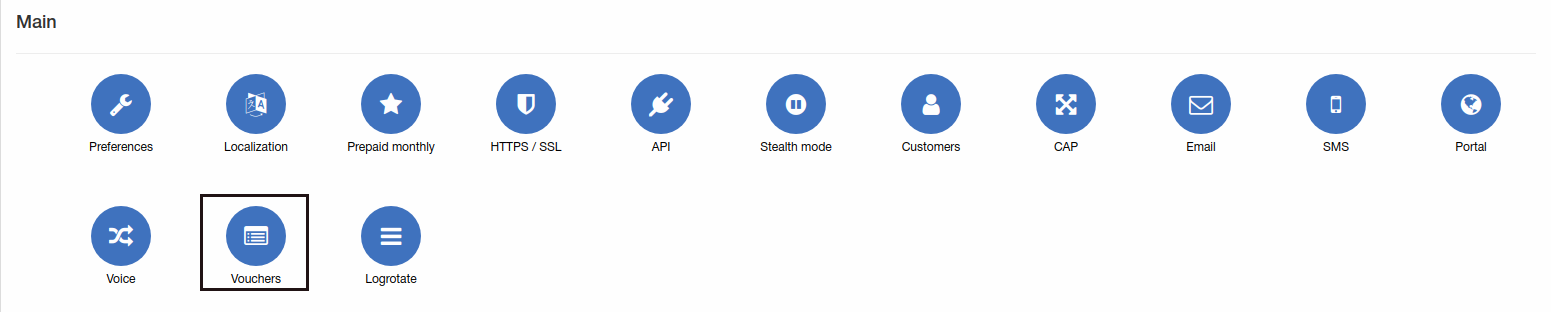 Main
Preferences
Localization
Prepaid monthly
HTTPS / SSL
API
Stealth mode
Customers
CAP
Email
SMS
Portal
Voice
Vouchers
Logrotate